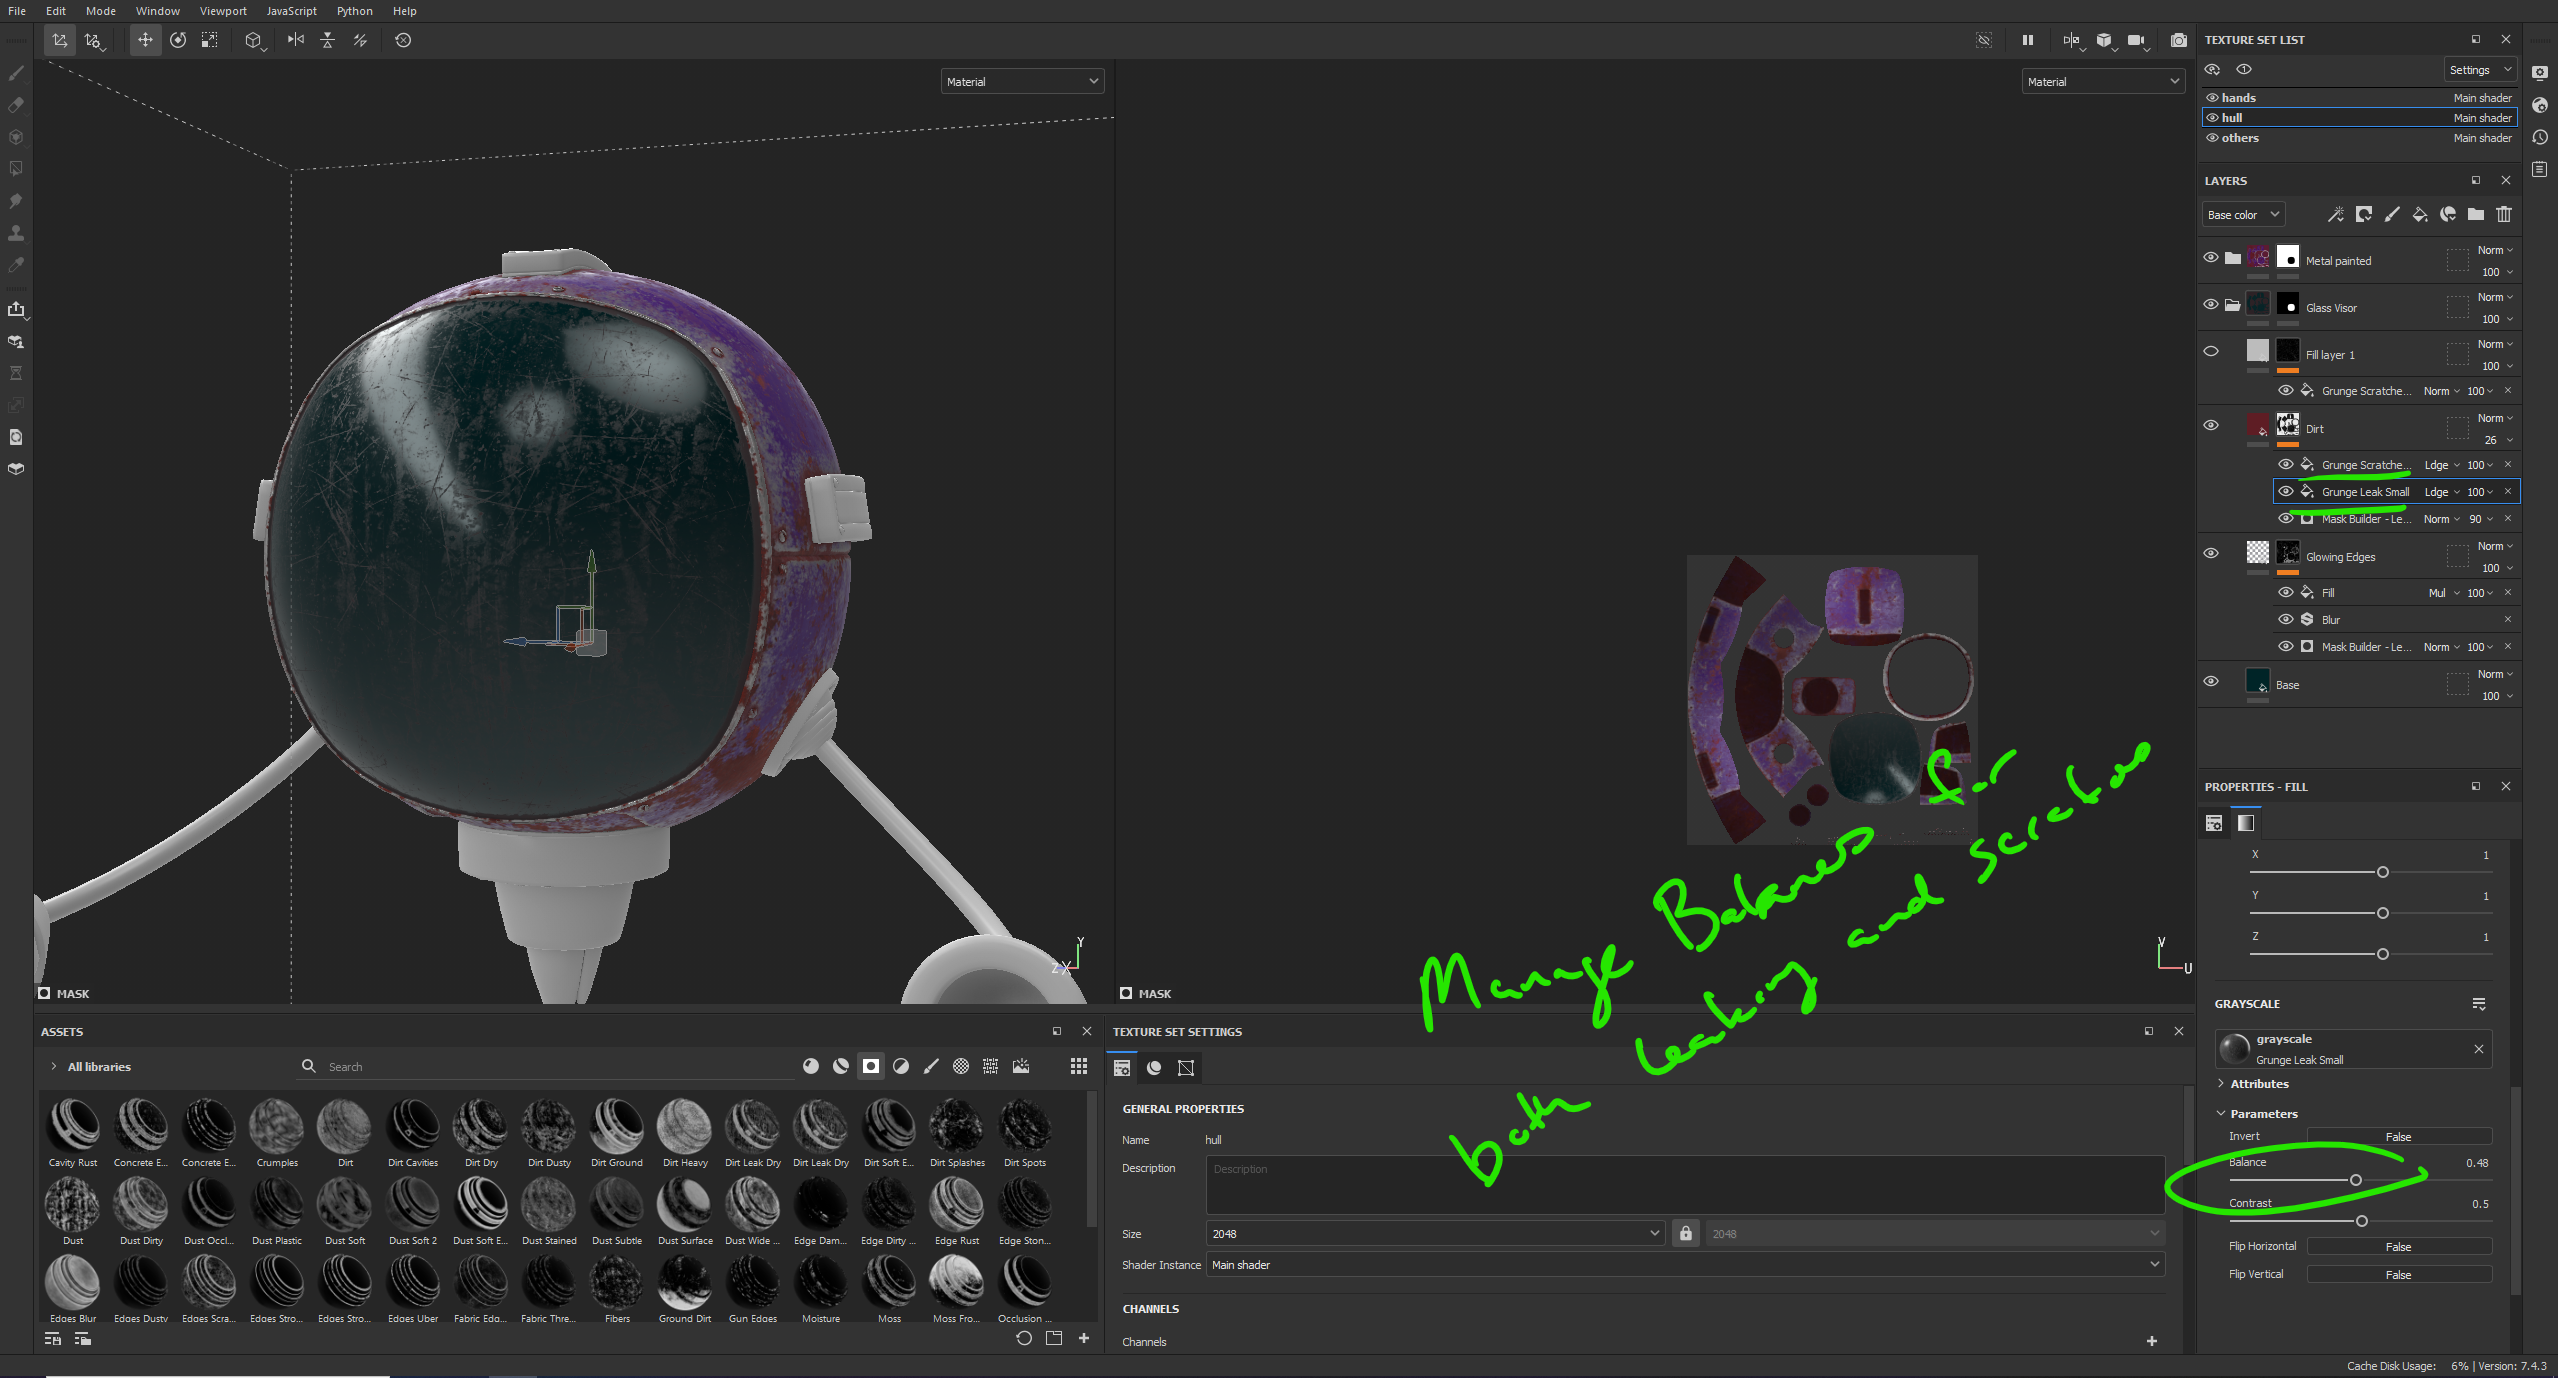 File Edit Mode Window Viewport JavaScript Python Help
Material
Material
MASK
MASK
Y
Z X
V
U
Manage Balances for
both leaking and scratches
TEXTURE SET LIST
Settings
hands Main shader
hull Main shader
others Main shader
LAYERS
Base color
Metal painted Norm 100
Glass Visor Norm 100
Fill layer 1 Norm 100
Grunge Scratche... Norm 100
Dirt Norm 26
Grunge Scratche... Ldge 100
Grunge Leak Small Ldge 100
Mask Builder - Le... Norm 90
Glowing Edges Norm 100
Fill Mul 100
Blur
Mask Builder - Le... Norm 100
Base Norm 100
PROPERTIES - FILL
X 1
Y 1
Z 1
GRAYSCALE
grayscale
Grunge Leak Small
Attributes
Parameters
Invert False
Balance 0.48
Contrast 0.5
Flip Horizontal False
Flip Vertical False
ASSETS
All libraries Search
Cavity Rust Concrete E... Concrete E... Crumples Dirt Dirt Cavities Dirt Dry Dirt Dusty Dirt Ground Dirt Heavy Dirt Leak Dry Dirt Leak Dry Dirt Soft E... Dirt Splashes Dirt Spots
Dust Dust Dirty Dust Occl... Dust Plastic Dust Soft Dust Soft 2 Dust Soft E... Dust Stained Dust Subtle Dust Surface Dust Wide ... Edge Dam... Edge Dirty ... Edge Rust Edge Ston...
Edges Blur Edges Dusty Edges Scra... Edges Stro... Edges Stro... Edges Uber Fabric Edg... Fabric Thre... Fibers Ground Dirt Gun Edges Moisture Moss Moss Fro... Occlusion ...
TEXTURE SET SETTINGS
GENERAL PROPERTIES
Name hull
Description Description
Size 2048 2048
Shader Instance Main shader
CHANNELS
Channels
Cache Disk Usage: 6% | Version: 7.4.3